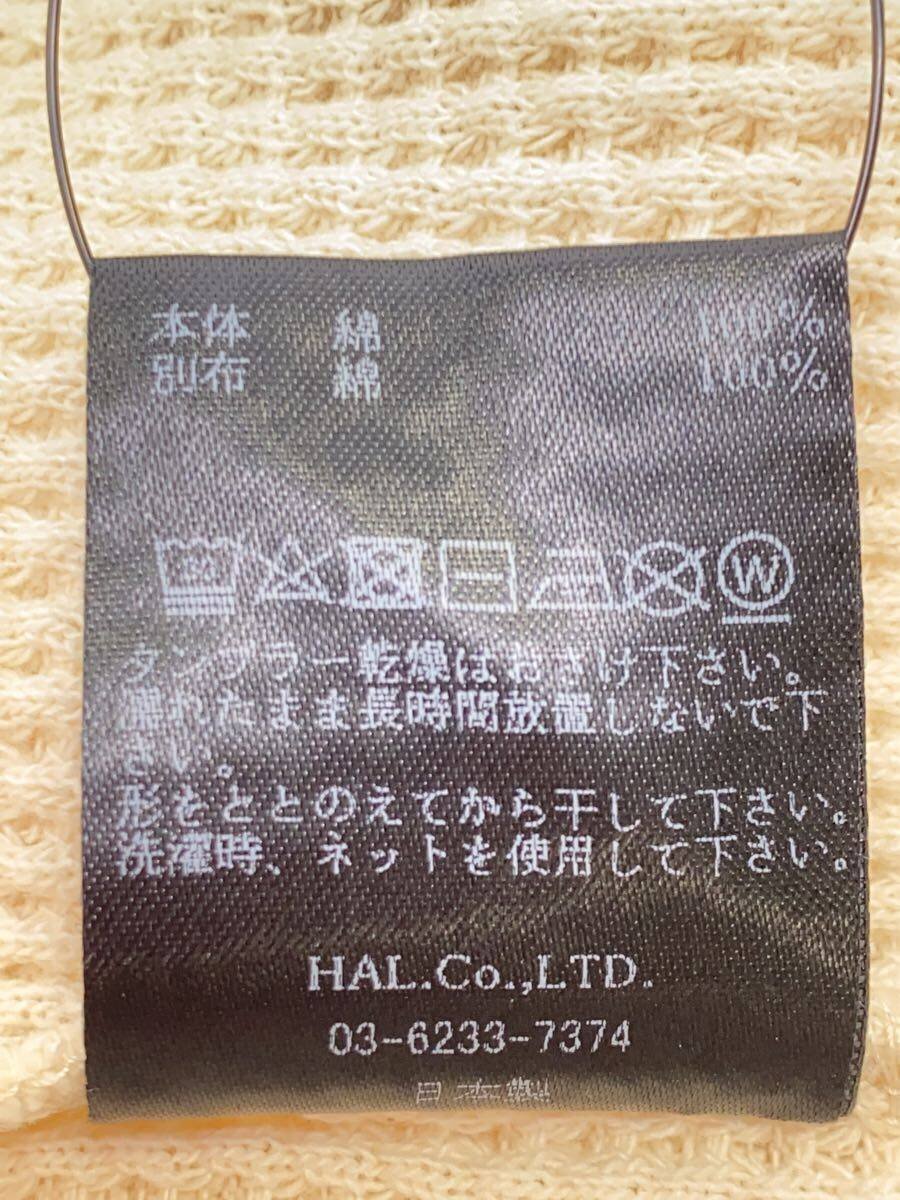 本体 綿 100%
別布 綿 100%
30
W
タンブラー乾燥はおさけ下さい。
濡れたまま長時間放置しないで下
さい。
形をととのえてから干して下さい。
洗濯時、ネットを使用して下さい。
HAL.Co.,LTD.
03-6233-7374
日本製